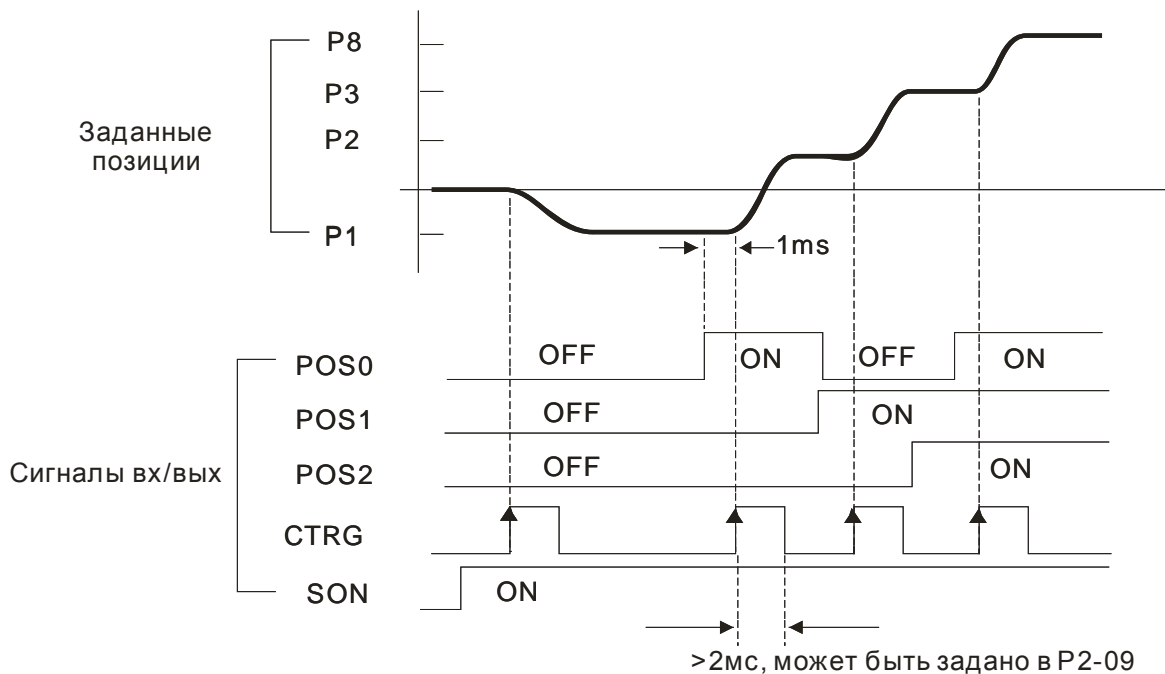 P8
P3
P2
P1
Заданные
позиции
1ms
POS0 OFF ON OFF ON
POS1 OFF ON
POS2 OFF ON
Сигналы вх/вых
CTRG
SON ON
>2мс, может быть задано в P2-09